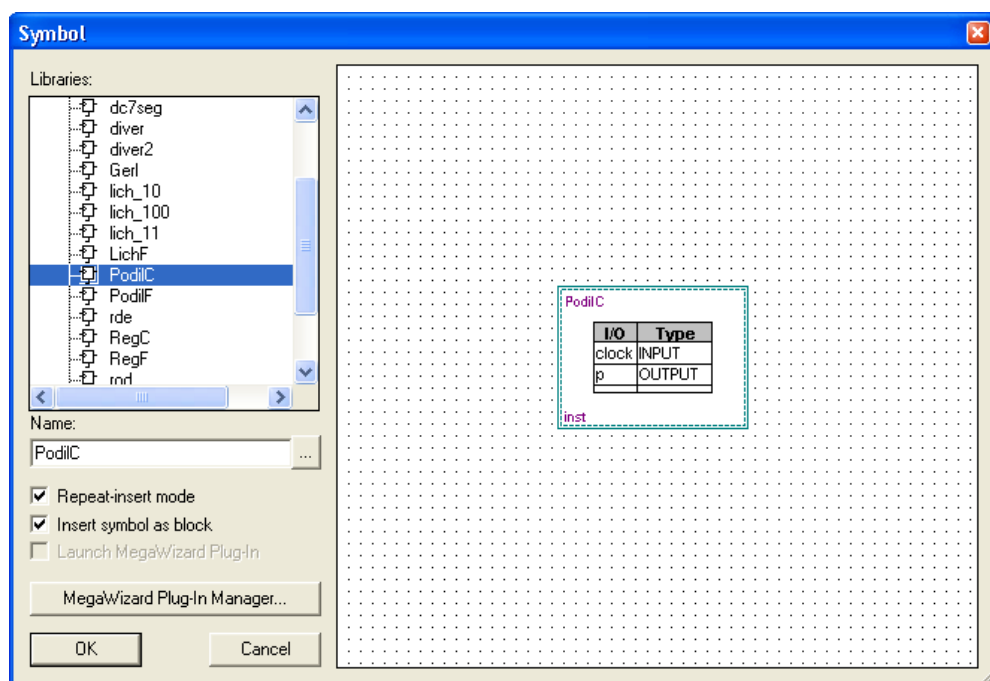 Symbol
Libraries:
dc7seg
diver
diver2
Gerl
lich_10
lich_100
lich_11
LichF
PodilC
PodilF
rde
RegC
RegF
rod
Name:
PodilC
...
Repeat-insert mode
Insert symbol as block
Launch MegaWizard Plug-In
MegaWizard Plug-In Manager...
OK
Cancel
PodilC
I/O Type
clock INPUT
p OUTPUT
inst